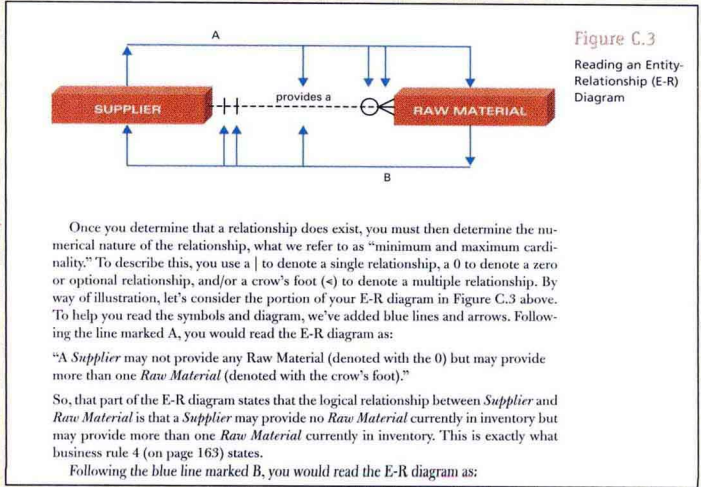 A
SUPPLIER
provides a
RAW MATERIAL
B
Figure C.3
Reading an Entity-
Relationship (E-R)
Diagram
Once you determine that a relationship does exist, you must then determine the nu-
merical nature of the relationship, what we refer to as “minimum and maximum cardi-
nality.” To describe this, you use a | to denote a single relationship, a 0 to denote a zero
or optional relationship, and/or a crow’s foot (<) to denote a multiple relationship. By
way of illustration, let’s consider the portion of your E-R diagram in Figure C.3 above.
To help you read the symbols and diagram, we’ve added blue lines and arrows. Follow-
ing the line marked A, you would read the E-R diagram as:
“A Supplier may not provide any Raw Material (denoted with the 0) but may provide
more than one Raw Material (denoted with the crow’s foot).”
So, that part of the E-R diagram states that the logical relationship between Supplier and
Raw Material is that a Supplier may provide no Raw Material currently in inventory but
may provide more than one Raw Material currently in inventory. This is exactly what
business rule 4 (on page 163) states.
Following the blue line marked B, you would read the E-R diagram as: